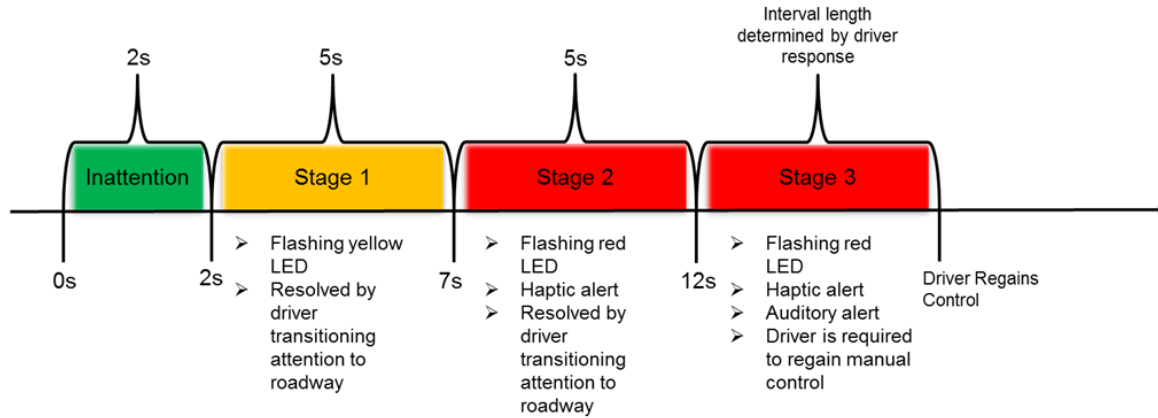 Interval length
determined by driver
response
2s
5s
5s
Inattention
Stage 1
Stage 2
Stage 3
0s
2s
7s
12s
Driver Regains
Control
➢ Flashing yellow
LED
➢ Resolved by
driver
transitioning
attention to
roadway
➢ Flashing red
LED
➢ Haptic alert
➢ Resolved by
driver
transitioning
attention to
roadway
➢ Flashing red
LED
➢ Haptic alert
➢ Auditory alert
➢ Driver is required
to regain manual
control